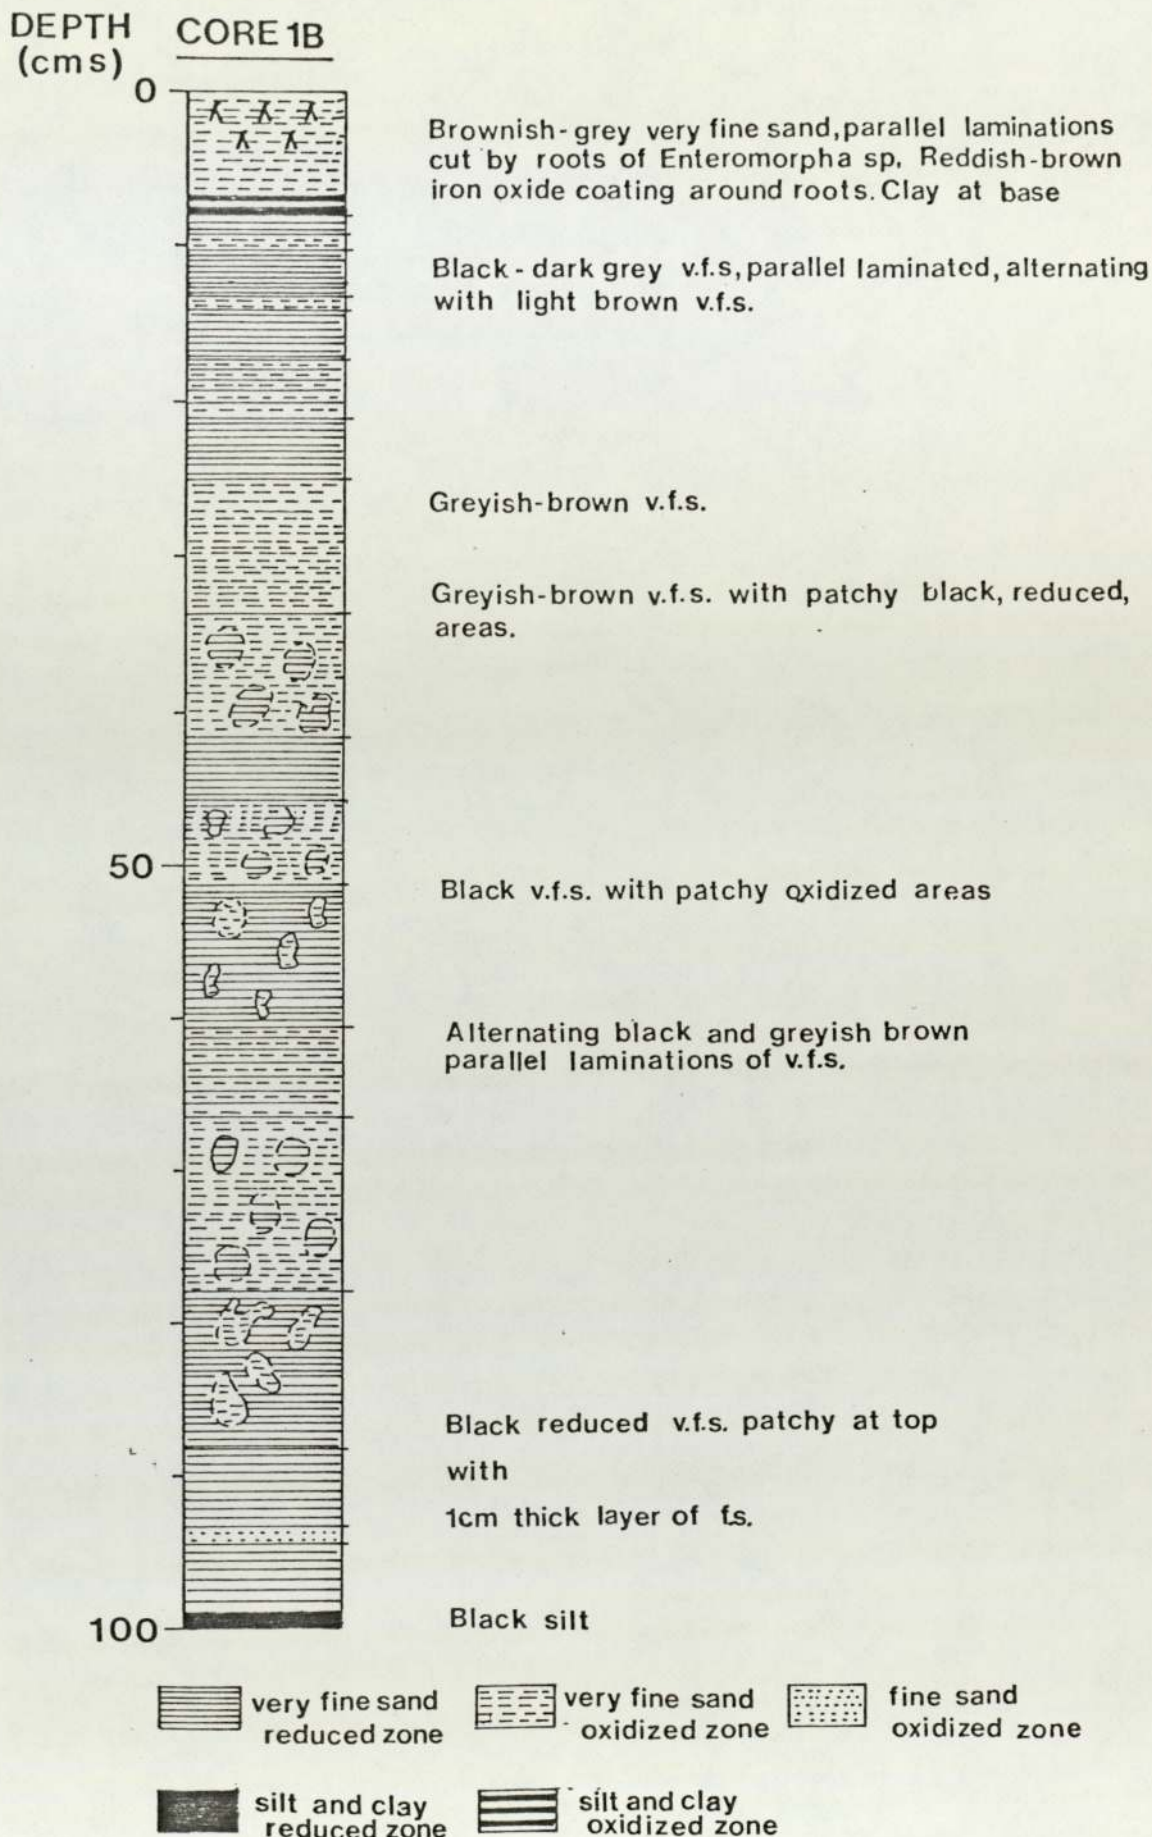 DEPTH CORE 1B
(cms)
0
Brownish-grey very fine sand, parallel laminations
cut by roots of Enteromorpha sp. Reddish-brown
iron oxide coating around roots. Clay at base
Black - dark grey v.f.s, parallel laminated, alternating
with light brown v.f.s.
Greyish-brown v.f.s.
Greyish-brown v.f.s. with patchy black, reduced,
areas.
50
Black v.f.s. with patchy oxidized areas
Alternating black and greyish brown
parallel laminations of v.f.s.
Black reduced v.f.s. patchy at top
with
1cm thick layer of f.s.
100
Black silt
very fine sand
reduced zone
very fine sand
oxidized zone
fine sand
oxidized zone
silt and clay
reduced zone
silt and clay
oxidized zone